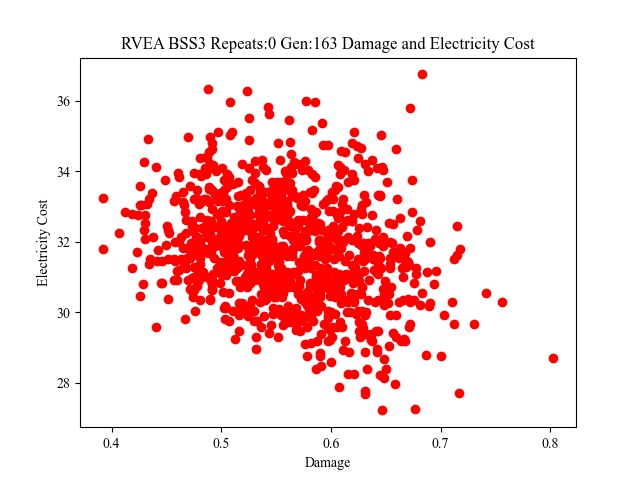 RVEA BSS3 Repeats:0 Gen:163 Damage and Electricity Cost
36
34
32
30
28
Electricity Cost
0.4 0.5 0.6 0.7 0.8
Damage